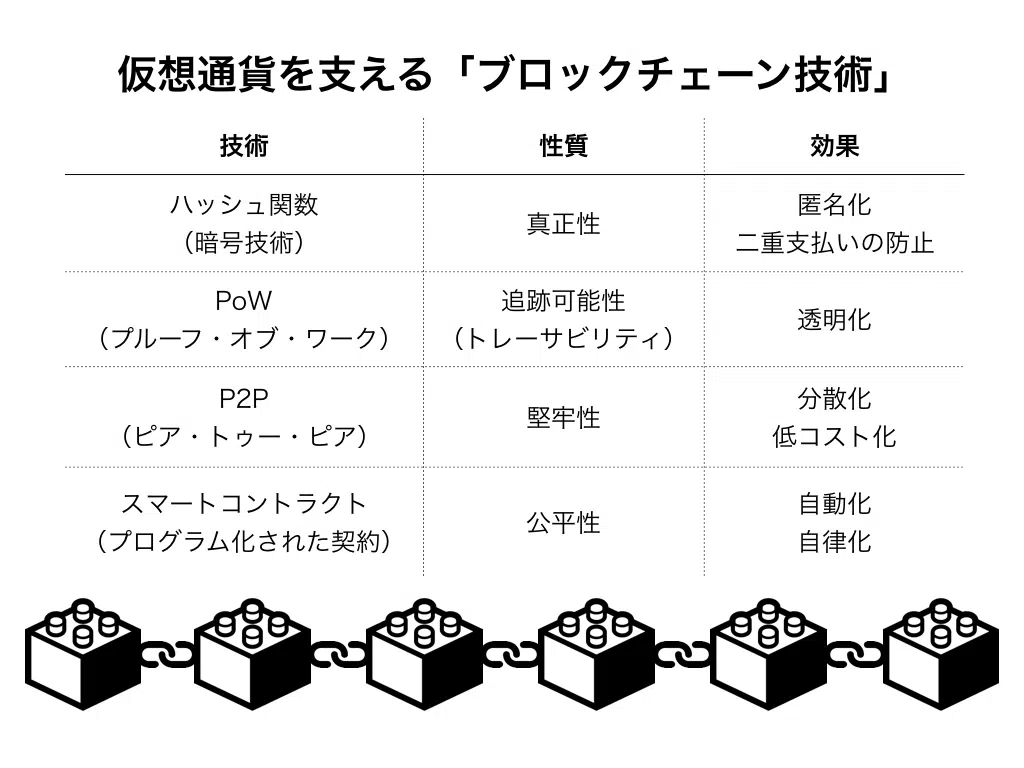 仮想通貨を支える「ブロックチェーン技術」
技術
性質
効果
ハッシュ関数
（暗号技術）
真正性
匿名化
二重支払いの防止
PoW
（プルーフ・オブ・ワーク）
追跡可能性
（トレーサビリティ）
透明化
P2P
（ピア・トゥー・ピア）
堅牢性
分散化
低コスト化
スマートコントラクト
（プログラム化された契約）
公平性
自動化
自律化